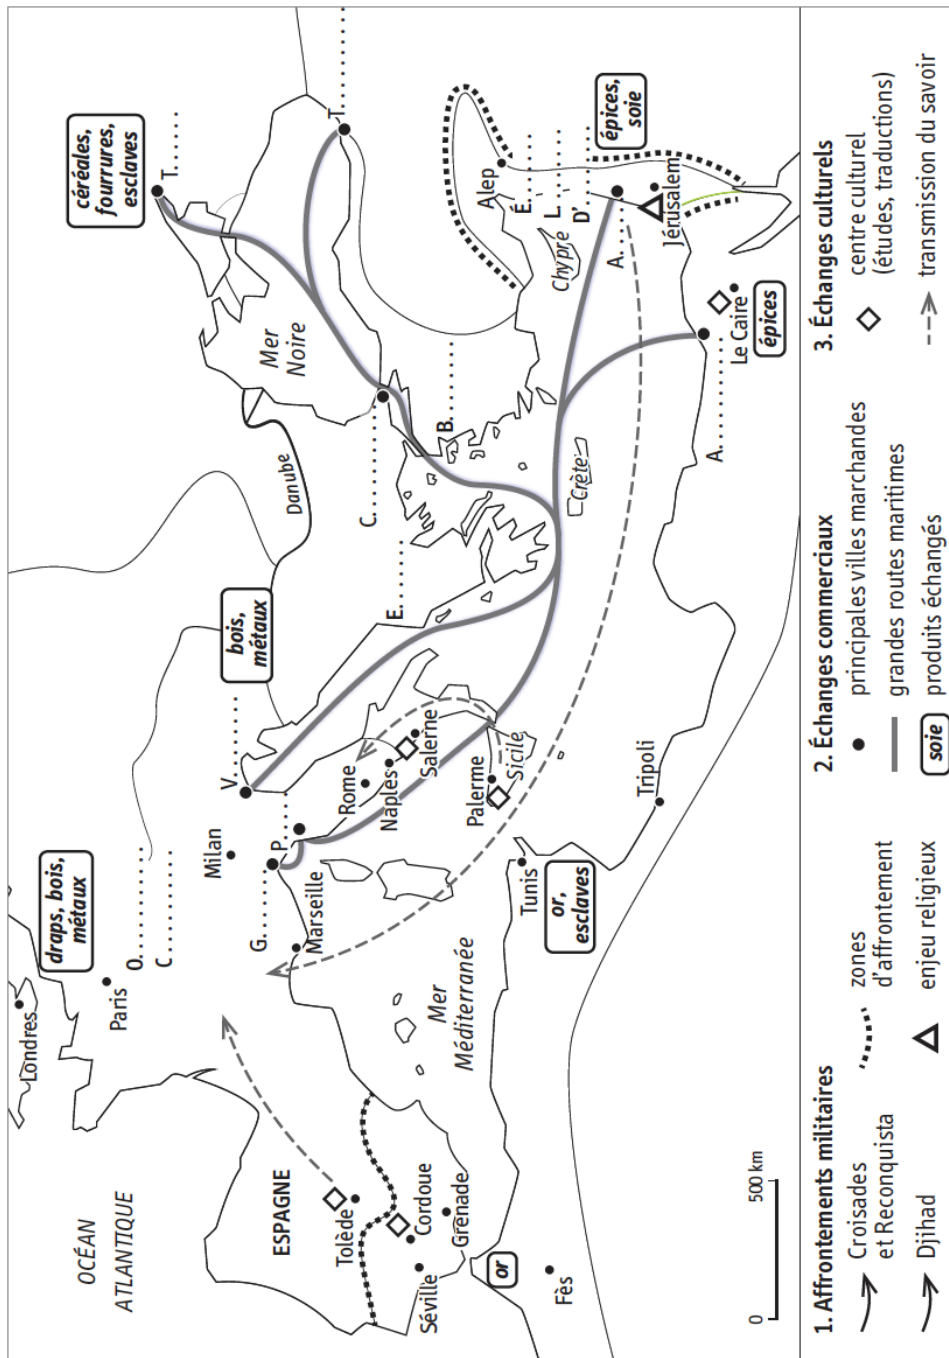 OCÉAN
ATLANTIQUE
Londres
Paris
draps, bois,
métaux
O. ..........
C ...........
bois,
métaux
céréales,
fourrures,
esclaves
T. ......
T. ..........
Mer
Noire
Danube
V. ........
Milan
G. ........
P. ......
Marseille
Rome
Naples
Salerne
E. ........
C. ............
B. ..........
Alep
É. ......
L. ........
D' ......
épices,
soie
Chypre
A. ......
Jérusalem
Crète
Le Caire
épices
A. ............
Palerme
Sicile
Tunis
or,
esclaves
Tripoli
Mer
Méditerranée
ESPAGNE
Tolède
Cordoue
Séville
Grenade
or
Fès
0 500 km
1. Affrontements militaires
Croisades
et Reconquista
Djihad
zones
d'affrontement
enjeu religieux
2. Échanges commerciaux
principales villes marchandes
grandes routes maritimes
soie produits échangés
3. Échanges culturels
centre culturel
(études, traductions)
transmission du savoir